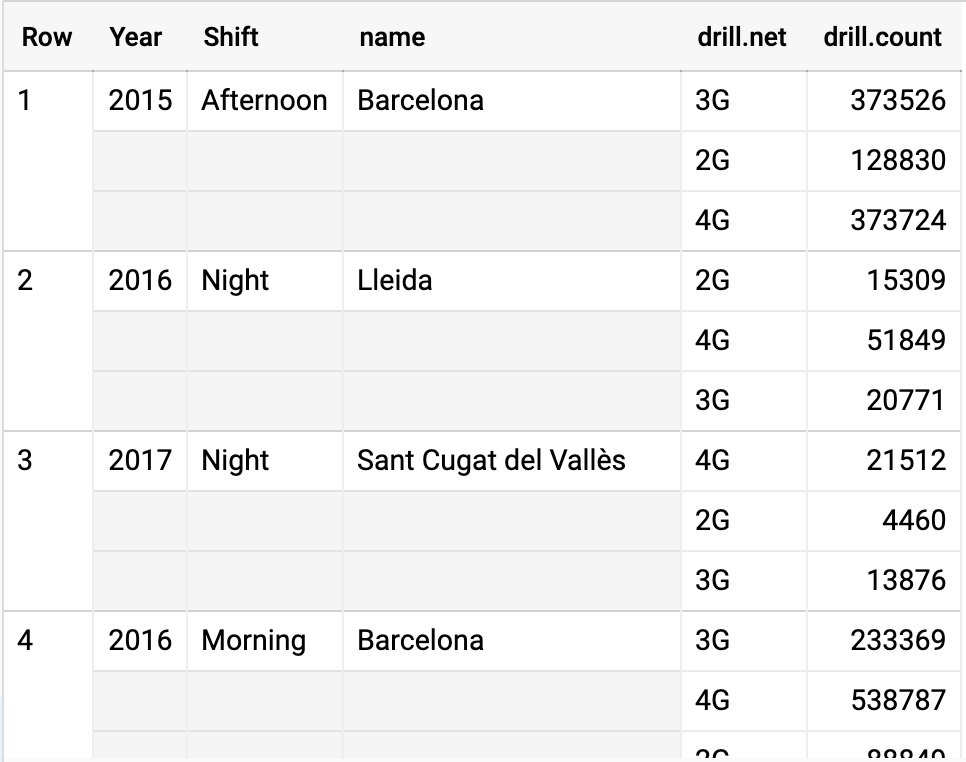 Row Year Shift name drill.net drill.count
1 2015 Afternoon Barcelona 3G 373526
2G 128830
4G 373724
2 2016 Night Lleida 2G 15309
4G 51849
3G 20771
3 2017 Night Sant Cugat del Vallès 4G 21512
2G 4460
3G 13876
4 2016 Morning Barcelona 3G 233369
4G 538787